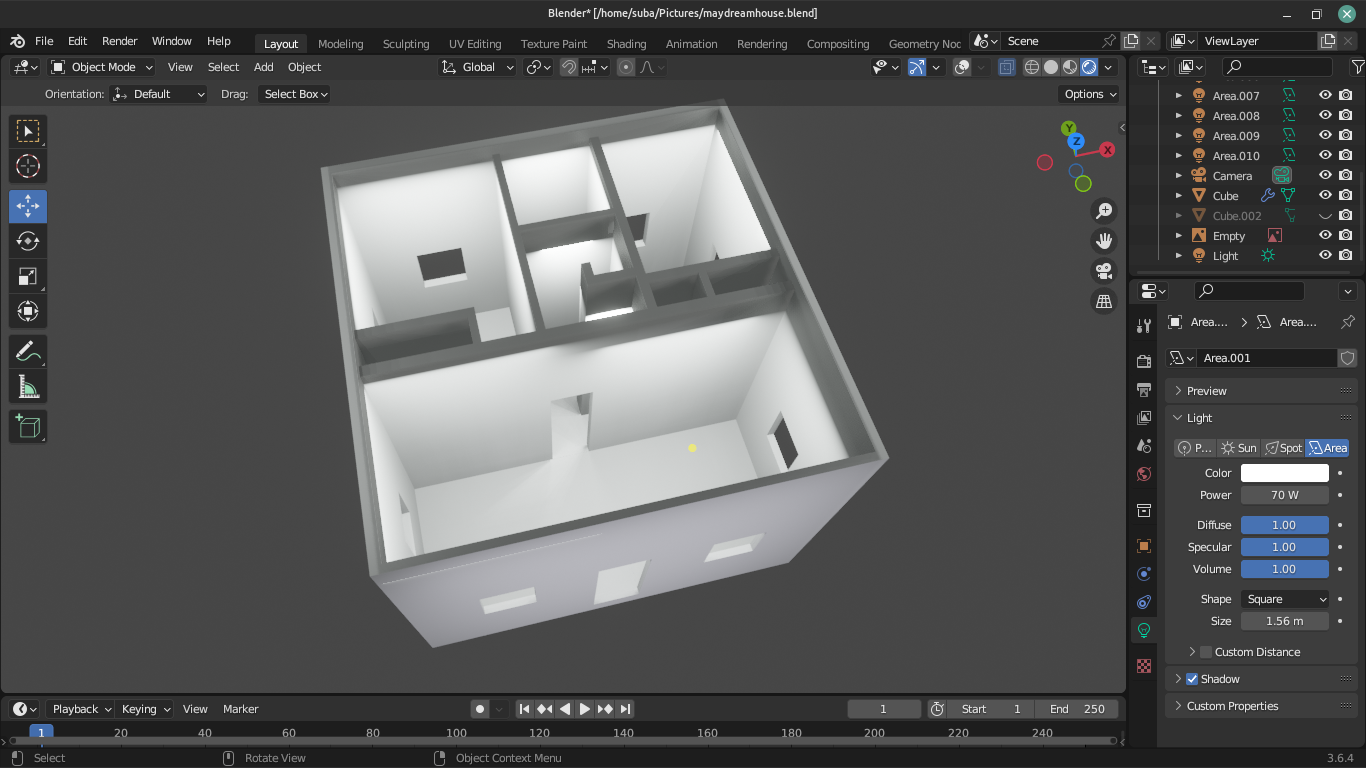 Blender* [/home/suba/Pictures/maydreamhouse.blend]
File Edit Render Window Help Layout Modeling Sculpting UV Editing Texture Paint Shading Animation Rendering Compositing Geometry Noc Scene ViewLayer
Object Mode View Select Add Object Global
Orientation: Default Drag: Select Box Options
Y
Z
X
Area.007
Area.008
Area.009
Area.010
Camera
Cube
Cube.002
Empty
Light
Area.... Area....
Area.001
Preview
Light
P... Sun Spot Area
Color
Power 70 W
Diffuse 1.00
Specular 1.00
Volume 1.00
Shape Square
Size 1.56 m
Custom Distance
Shadow
Custom Properties
Playback Keying View Marker 1 Start 1 End 250
1 20 40 60 80 100 120 140 160 180 200 220 240
Select Rotate View Object Context Menu 3.6.4